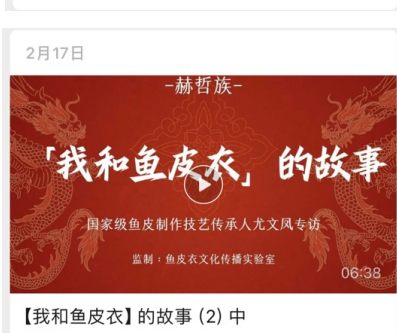 2月17日
-赫哲族-
「我和鱼皮衣」的故事
国家级鱼皮制作技艺传承人尤文凤专访
监制：鱼皮衣文化传播实验室
06:38
【我和鱼皮衣】的故事（2）中